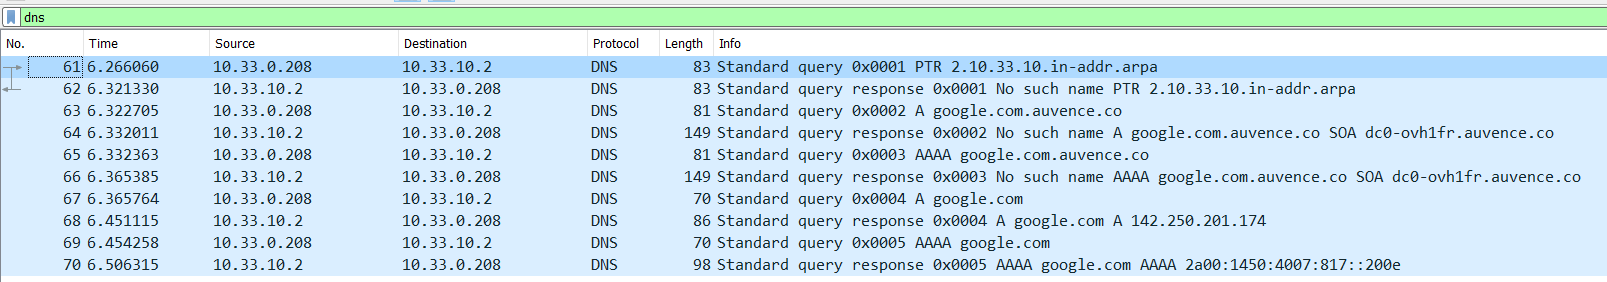 dns
No. Time Source Destination Protocol Length Info
61 6.266060 10.33.0.208 10.33.10.2 DNS 83 Standard query 0x0001 PTR 2.10.33.10.in-addr.arpa
62 6.321330 10.33.10.2 10.33.0.208 DNS 83 Standard query response 0x0001 No such name PTR 2.10.33.10.in-addr.arpa
63 6.322705 10.33.0.208 10.33.10.2 DNS 81 Standard query 0x0002 A google.com.auvence.co
64 6.332011 10.33.10.2 10.33.0.208 DNS 149 Standard query response 0x0002 No such name A google.com.auvence.co SOA dc0-ovh1fr.auvence.co
65 6.332363 10.33.0.208 10.33.10.2 DNS 81 Standard query 0x0003 AAAA google.com.auvence.co
66 6.365385 10.33.10.2 10.33.0.208 DNS 149 Standard query response 0x0003 No such name AAAA google.com.auvence.co SOA dc0-ovh1fr.auvence.co
67 6.365764 10.33.0.208 10.33.10.2 DNS 70 Standard query 0x0004 A google.com
68 6.451115 10.33.10.2 10.33.0.208 DNS 86 Standard query response 0x0004 A google.com A 142.250.201.174
69 6.454258 10.33.0.208 10.33.10.2 DNS 70 Standard query 0x0005 AAAA google.com
70 6.506315 10.33.10.2 10.33.0.208 DNS 98 Standard query response 0x0005 AAAA google.com AAAA 2a00:1450:4007:817::200e